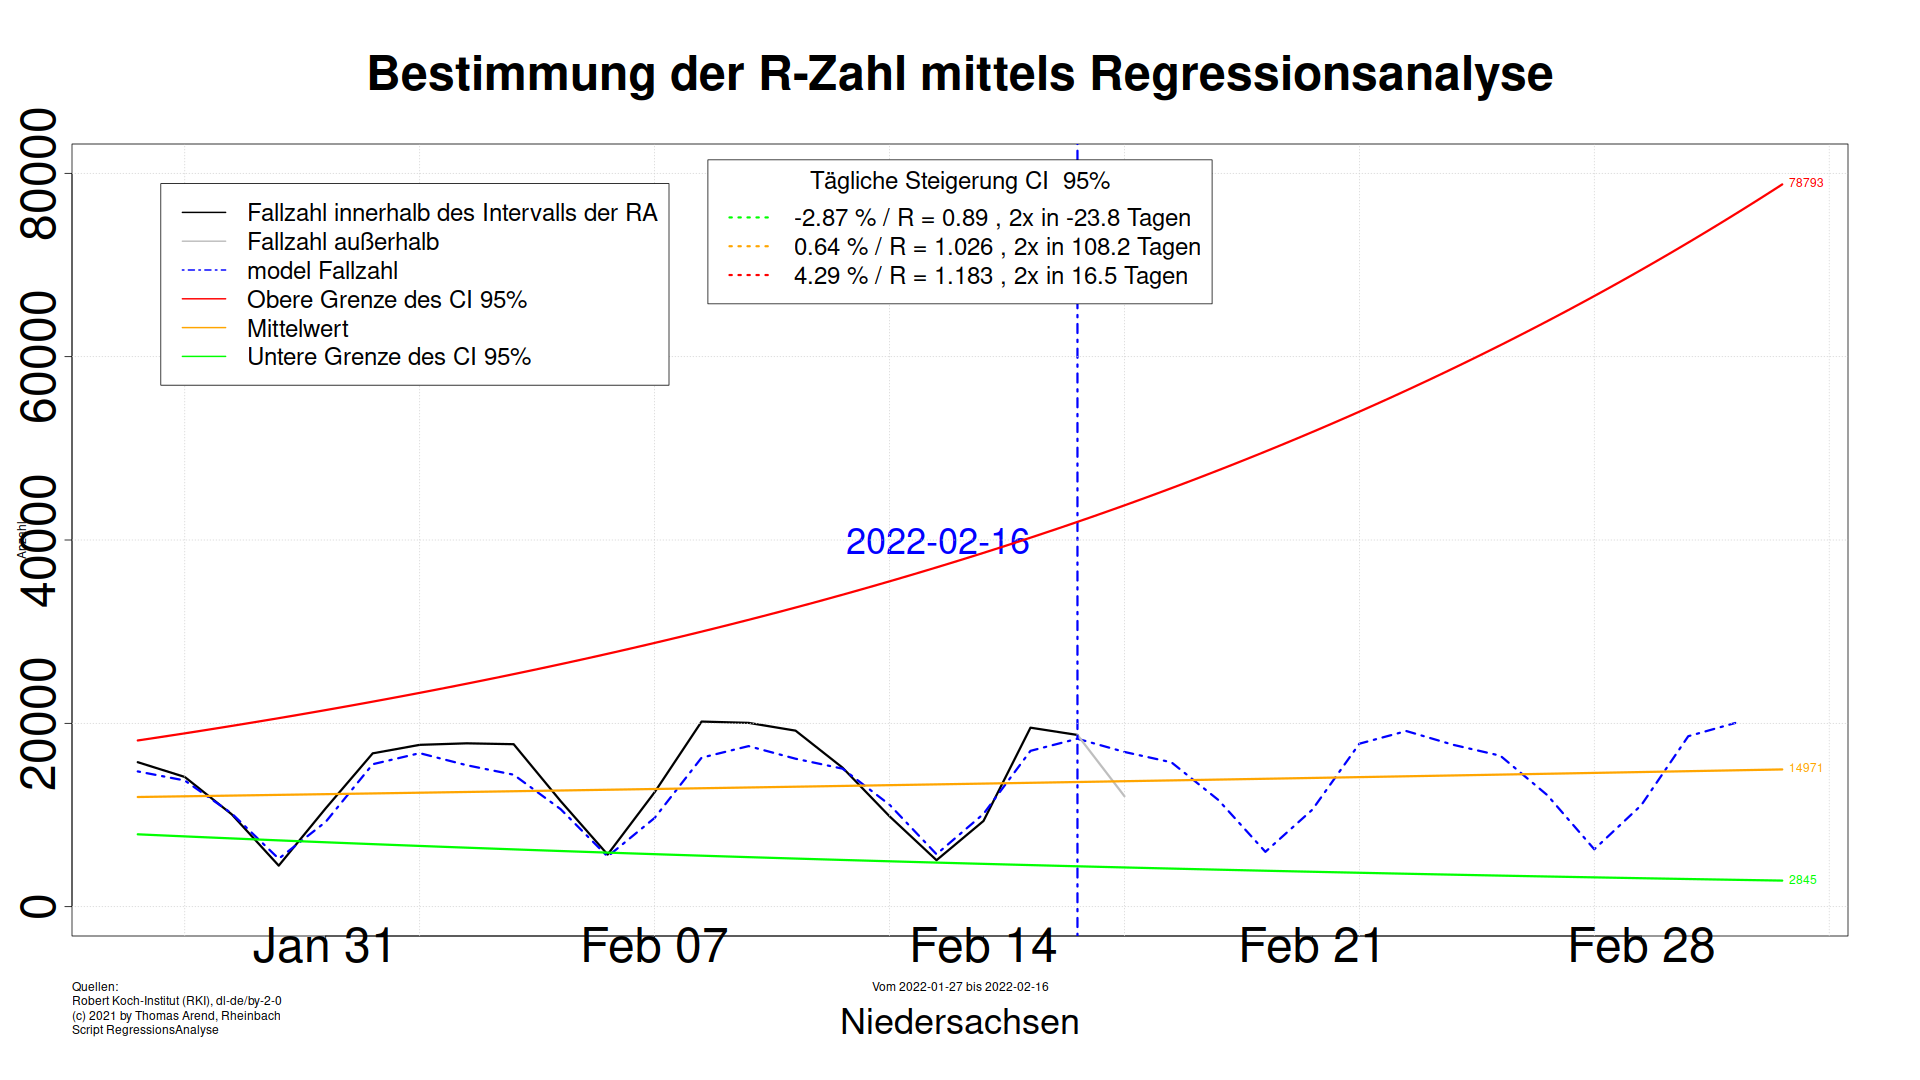 Bestimmung der R-Zahl mittels Regressionsanalyse
Anzahl
80000
60000
40000
20000
0
Fallzahl innerhalb des Intervalls der RA
Fallzahl außerhalb
model Fallzahl
Obere Grenze des CI 95%
Mittelwert
Untere Grenze des CI 95%
Tägliche Steigerung CI  95%
-2.87 % / R = 0.89 , 2x in -23.8 Tagen
0.64 % / R = 1.026 , 2x in 108.2 Tagen
4.29 % / R = 1.183 , 2x in 16.5 Tagen
78793
2022-02-16
14971
2845
Jan 31
Feb 07
Feb 14
Feb 21
Feb 28
Quellen:
Robert Koch-Institut (RKI), dl-de/by-2-0
(c) 2021 by Thomas Arend, Rheinbach
Script RegressionsAnalyse
Vom 2022-01-27 bis 2022-02-16
Niedersachsen